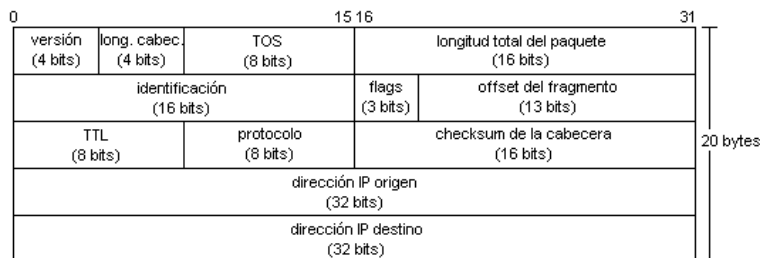 0 15 16 31
versión long. cabec. TOS longitud total del paquete
(4 bits) (4 bits) (8 bits) (16 bits)
identificación flags offset del fragmento
(16 bits) (3 bits) (13 bits)
TTL protocolo checksum de la cabecera
(8 bits) (8 bits) (16 bits)
20 bytes
dirección IP origen
(32 bits)
dirección IP destino
(32 bits)